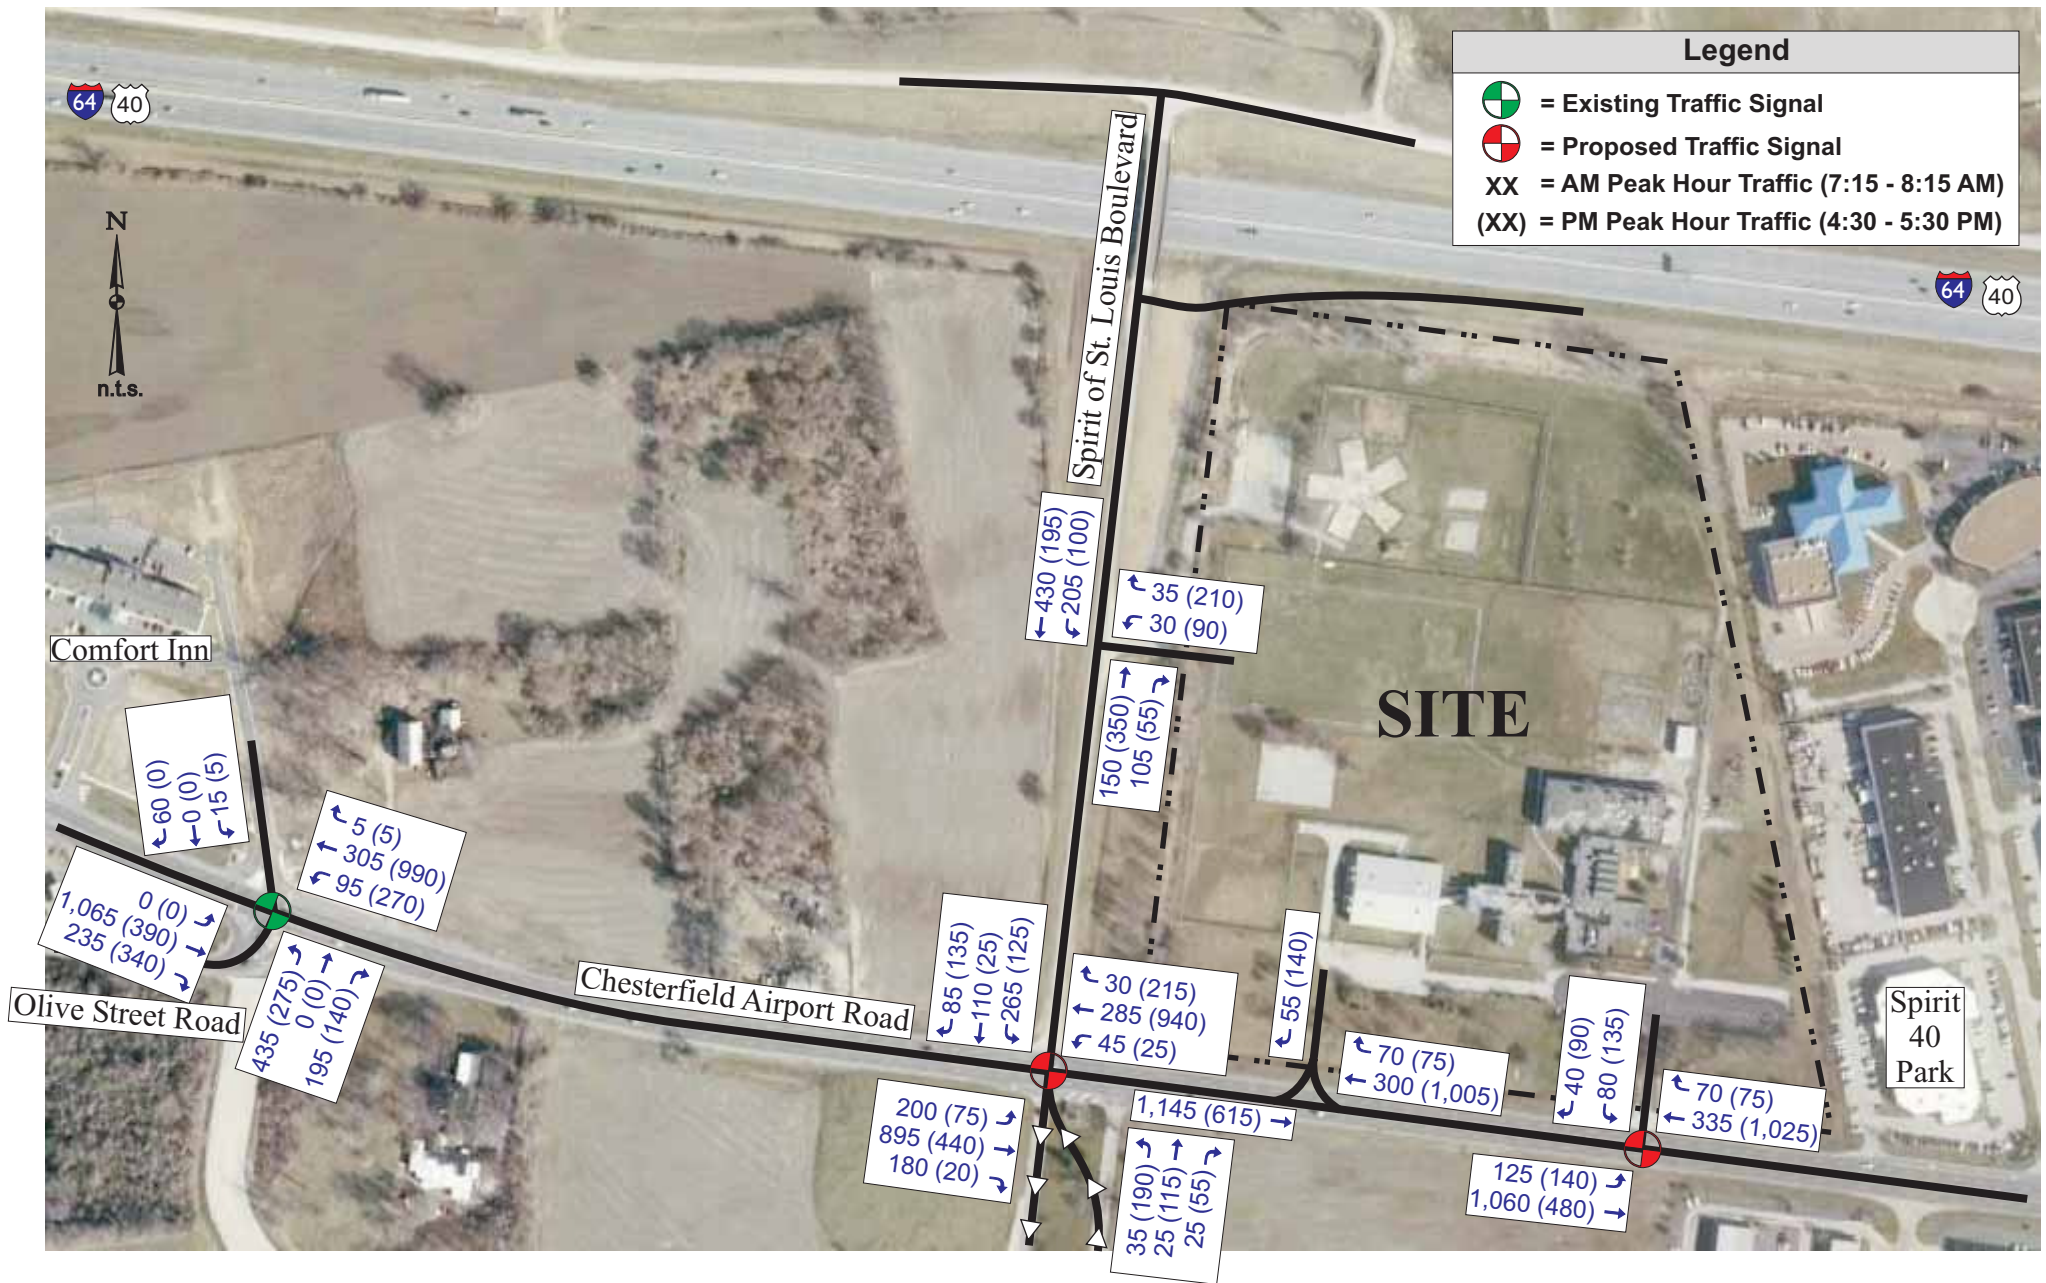 Legend
= Existing Traffic Signal
= Proposed Traffic Signal
XX = AM Peak Hour Traffic (7:15 - 8:15 AM)
(XX) = PM Peak Hour Traffic (4:30 - 5:30 PM)
64 40
N
n.t.s.
Spirit of St. Louis Boulevard
64 40
← 430 (195)
205 (100)
35 (210)
30 (90)
150 (350) →
105 (55)
SITE
Comfort Inn
60 (0)
← 0 (0)
15 (5)
5 (5)
← 305 (990)
95 (270)
0 (0)
1,065 (390) →
235 (340)
Olive Street Road
435 (275)
0 (0) →
195 (140)
Chesterfield Airport Road
85 (135)
← 110 (25)
265 (125)
30 (215)
← 285 (940)
45 (25)
55 (140)
70 (75)
← 300 (1,005)
40 (90)
80 (135)
70 (75)
← 335 (1,025)
Spirit
40
Park
200 (75)
895 (440) →
180 (20)
1,145 (615) →
35 (190)
25 (115) →
25 (55)
125 (140)
1,060 (480) →